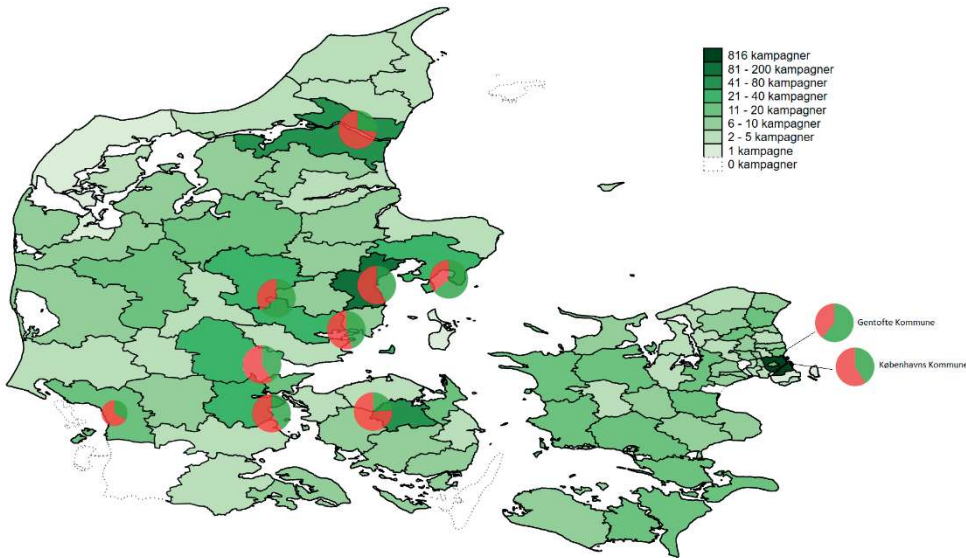 816 kampagner
81 - 200 kampagner
41 - 80 kampagner
21 - 40 kampagner
11 - 20 kampagner
6 - 10 kampagner
2 - 5 kampagner
1 kampagne
0 kampagner
Gentofte Kommune
Københavns Kommune